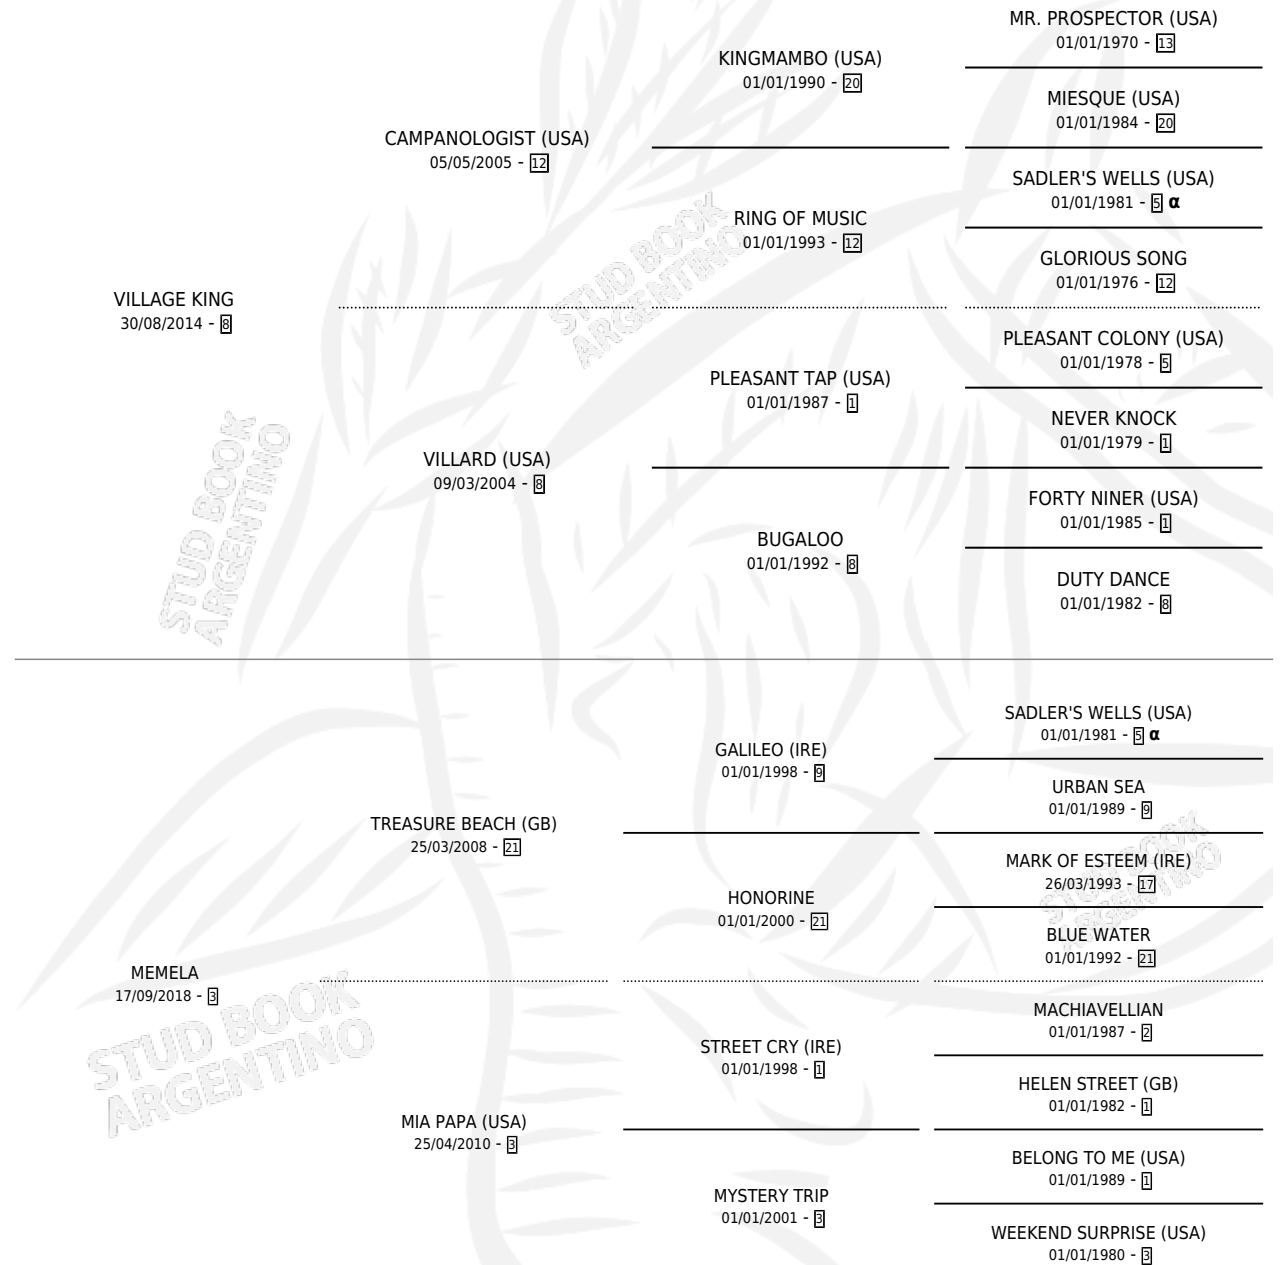 MR. PROSPECTOR (USA)
01/01/1970 - 13
KINGMAMBO (USA)
01/01/1990 - 20
MIESQUE (USA)
01/01/1984 - 20
CAMPANOLOGIST (USA)
05/05/2005 - 12
SADLER'S WELLS (USA)
01/01/1981 - 5 α
RING OF MUSIC
01/01/1993 - 12
GLORIOUS SONG
01/01/1976 - 12
VILLAGE KING
30/08/2014 - 8
PLEASANT COLONY (USA)
01/01/1978 - 5
PLEASANT TAP (USA)
01/01/1987 - 1
NEVER KNOCK
01/01/1979 - 1
VILLARD (USA)
09/03/2004 - 8
FORTY NINER (USA)
01/01/1985 - 1
BUGALOO
01/01/1992 - 8
DUTY DANCE
01/01/1982 - 8
STUD BOOK
ARGENTINO
STUD BOOK
ARGENTINO
SADLER'S WELLS (USA)
01/01/1981 - 5 α
GALILEO (IRE)
01/01/1998 - 9
URBAN SEA
01/01/1989 - 9
TREASURE BEACH (GB)
25/03/2008 - 21
MARK OF ESTEEM (IRE)
26/03/1993 - 17
HONORINE
01/01/2000 - 21
BLUE WATER
01/01/1992 - 21
STUD BOOK
ARGENTINO
MEMELA
17/09/2018 - 3
MACHIAVELLIAN
01/01/1987 - 2
STREET CRY (IRE)
01/01/1998 - 1
HELEN STREET (GB)
01/01/1982 - 1
MIA PAPA (USA)
25/04/2010 - 3
BELONG TO ME (USA)
01/01/1989 - 1
MYSTERY TRIP
01/01/2001 - 3
WEEKEND SURPRISE (USA)
01/01/1980 - 3
STUD BOOK
ARGENTINO